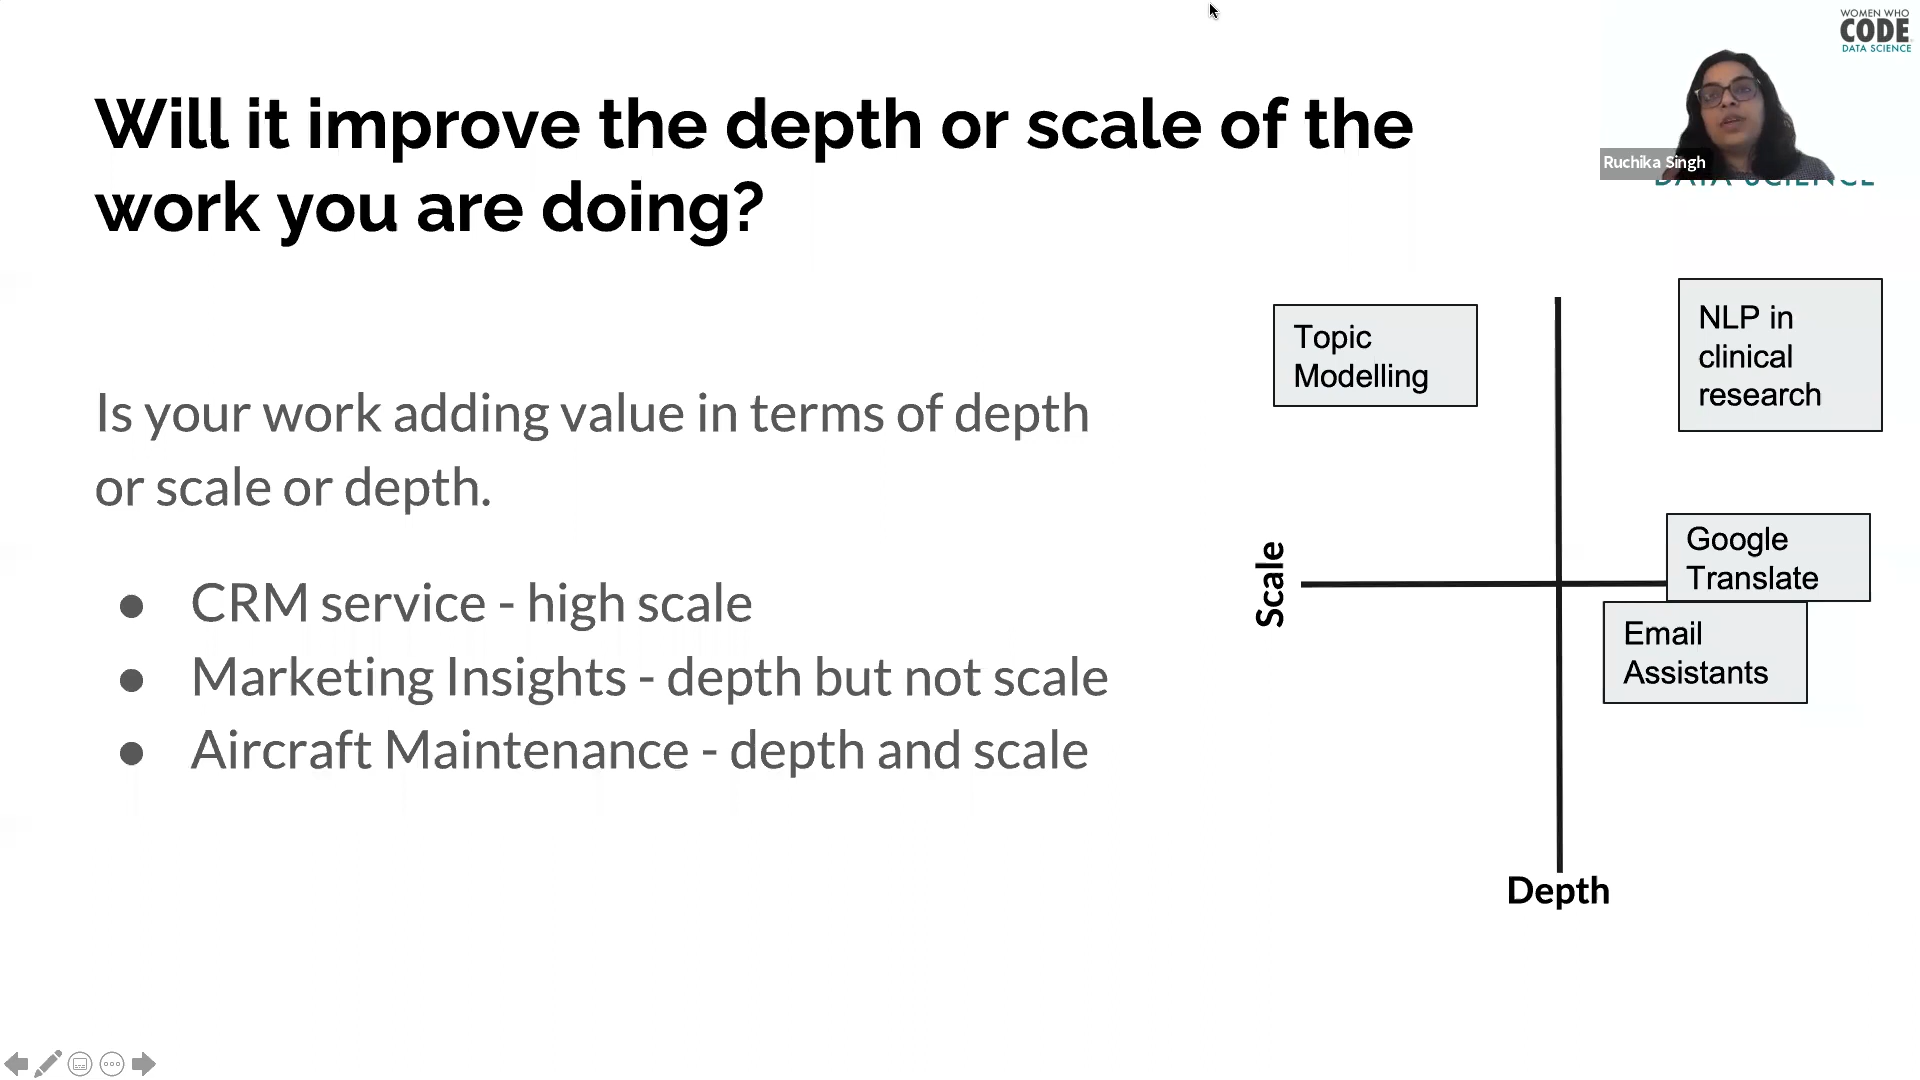 WOMEN WHO
CODE
DATA SCIENCE
Will it improve the depth or scale of the
work you are doing?
Ruchika Singh
DATA SCIENCE
Is your work adding value in terms of depth
or scale or depth.
● CRM service - high scale
● Marketing Insights - depth but not scale
● Aircraft Maintenance - depth and scale
Topic
Modelling
NLP in
clinical
research
Google
Translate
Email
Assistants
Scale
Depth